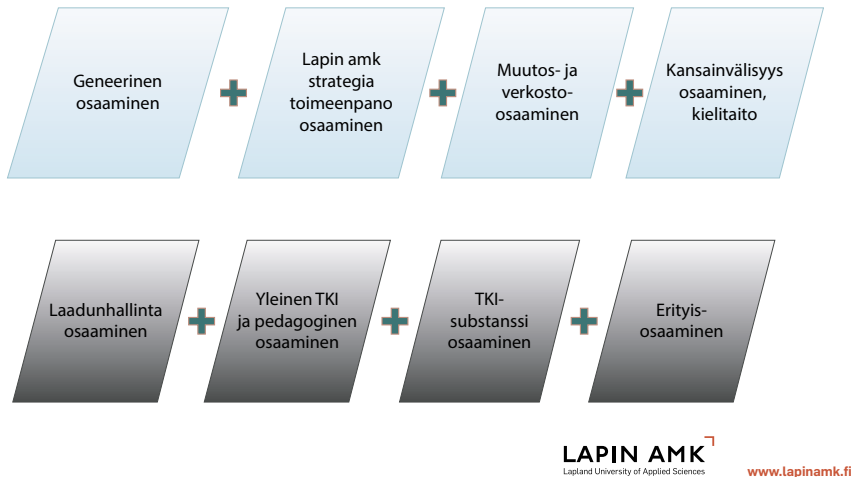 Geneerinen
osaaminen
Lapin amk
strategia
toimeenpano
osaaminen
Muutos- ja
verkosto-
osaaminen
Kansainvälisyys
osaaminen,
kielitaito
Laadunhallinta
osaaminen
Yleinen TKI
ja pedagoginen
osaaminen
TKI-
substanssi
osaaminen
Erityis-
osaaminen
LAPIN AMK
Lapland University of Applied Sciences
www.lapinamk.fi